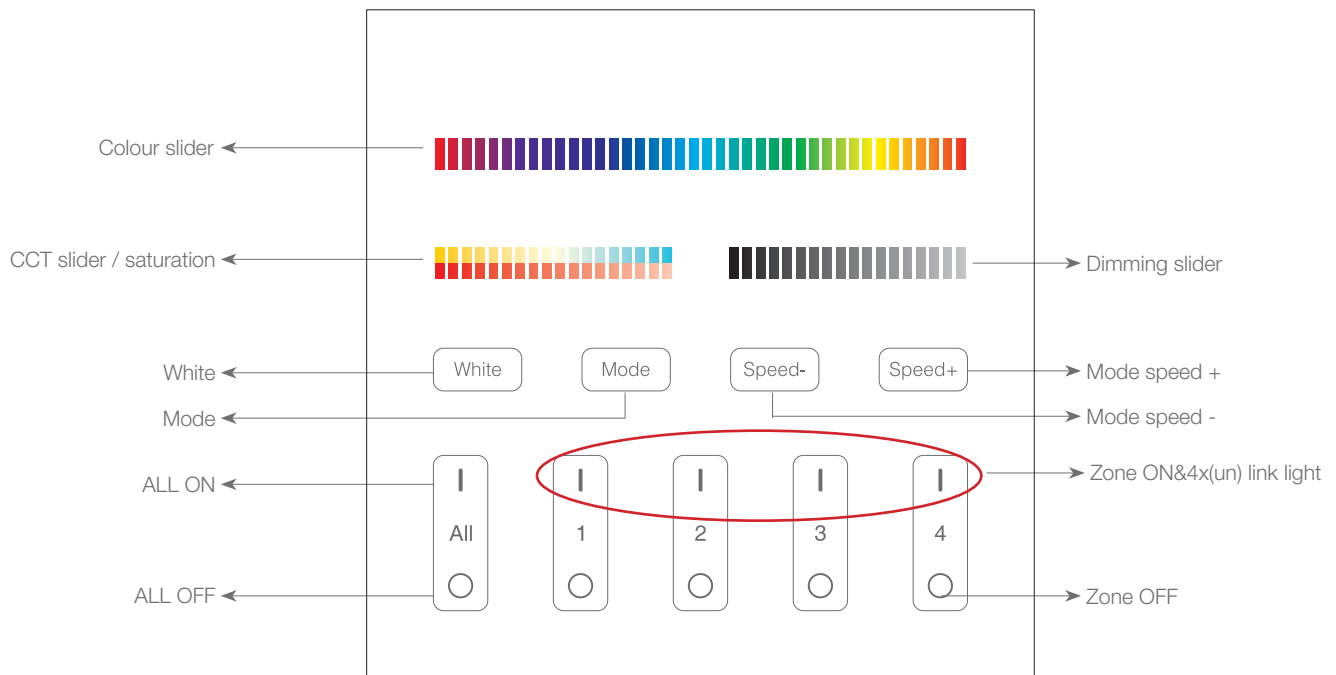 Colour slider
CCT slider / saturation
Dimming slider
White
White
Mode
Speed-
Speed+
Mode speed +
Mode
Mode speed -
ALL ON
Zone ON&4x(un) link light
All
1
2
3
4
ALL OFF
Zone OFF